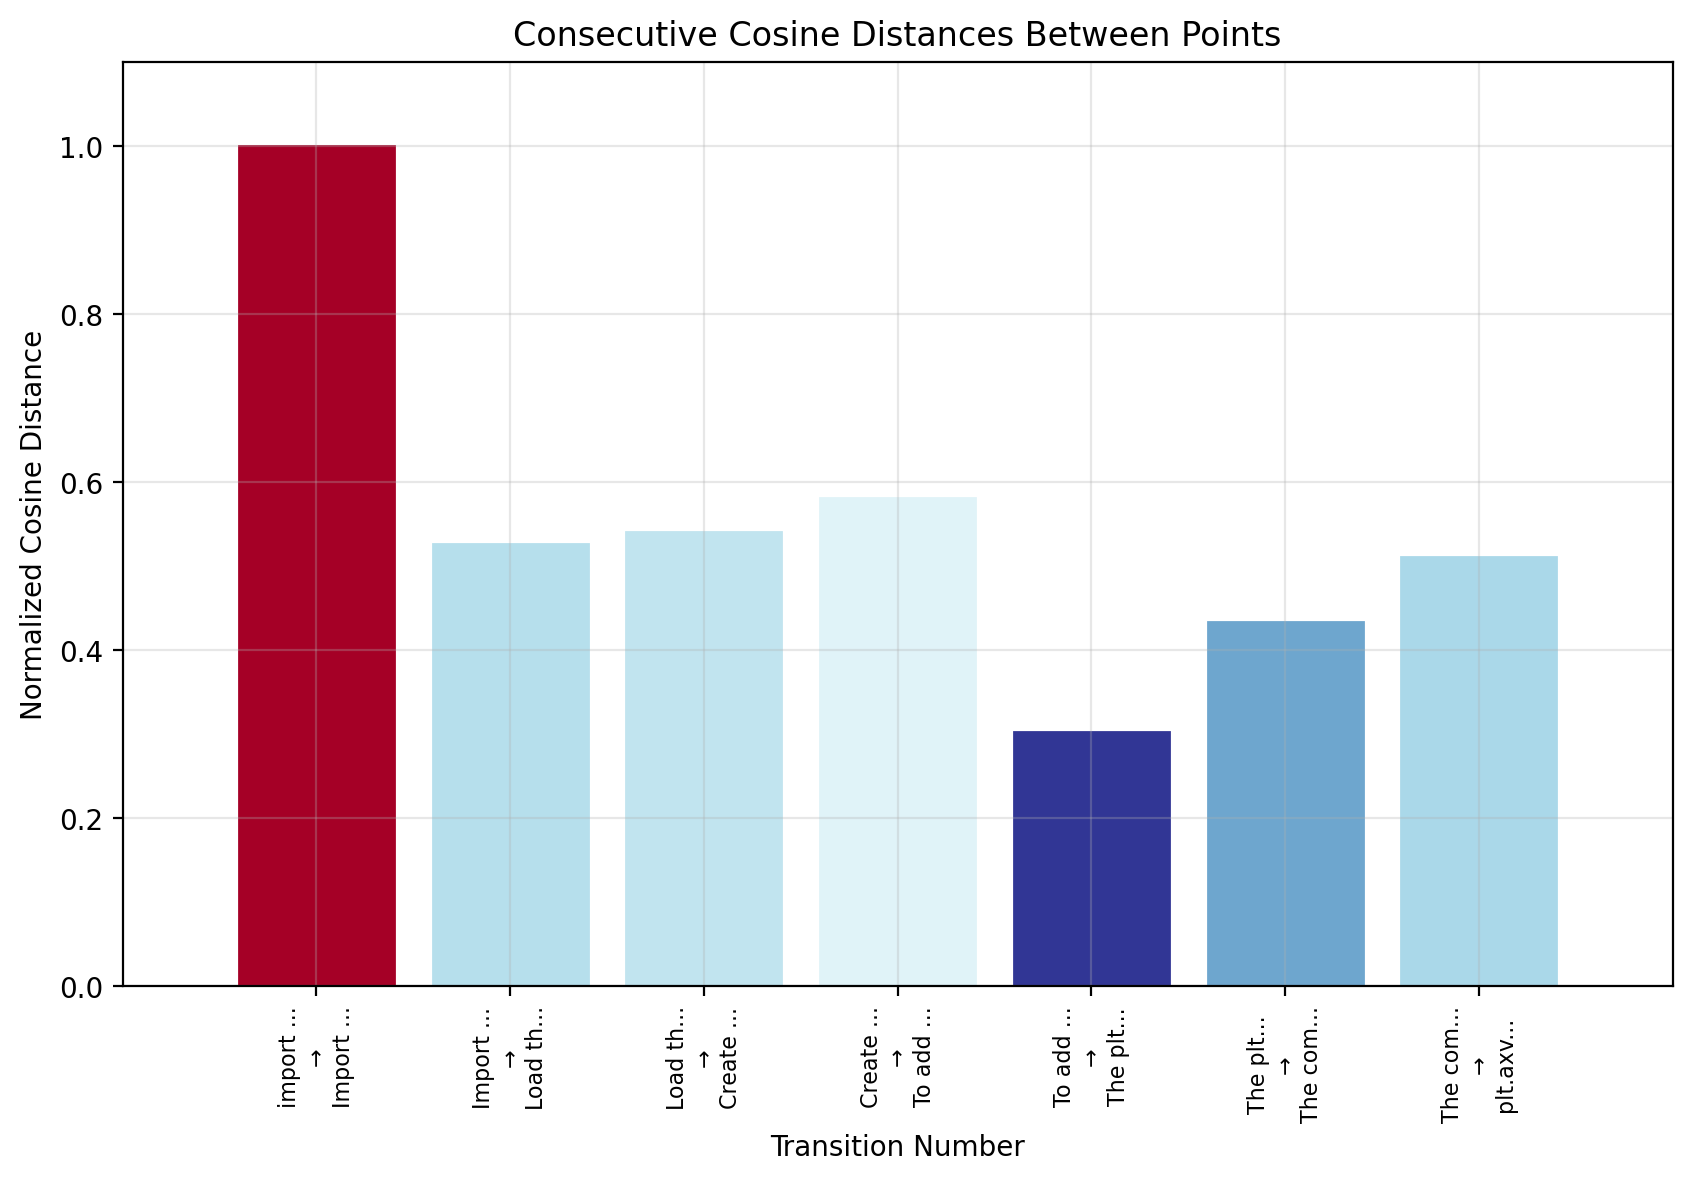 Consecutive Cosine Distances Between Points
Normalized Cosine Distance
1.0
0.8
0.6
0.4
0.2
0.0
import ...
→
Import ...
Import ...
→
Load th...
Load th...
→
Create ...
Create ...
→
To add ...
To add ...
→
The plt...
The plt...
→
The com...
The com...
→
plt.axv...
Transition Number